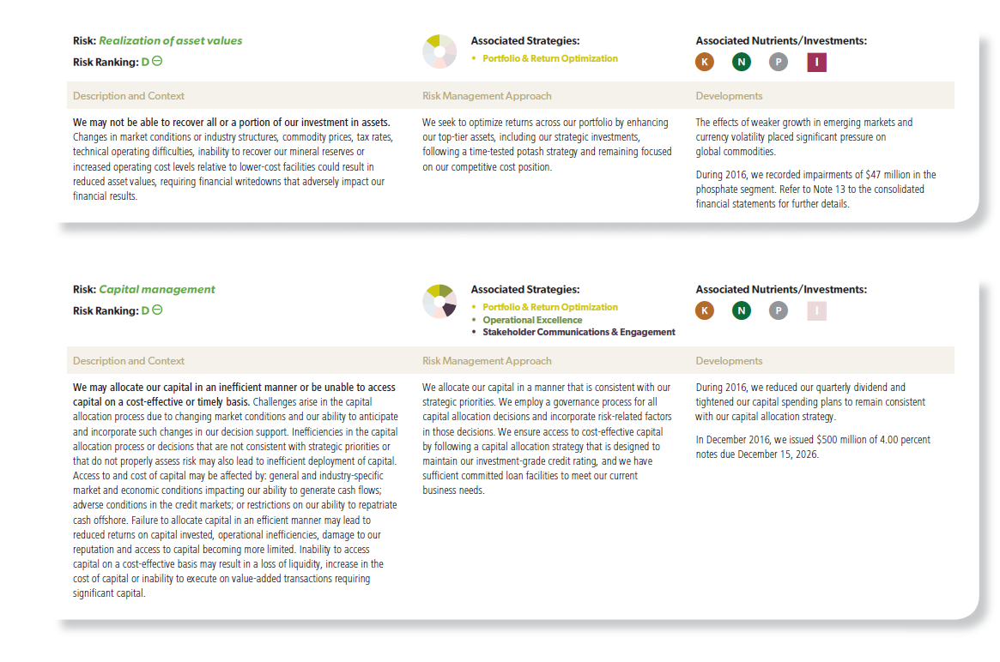 Risk: Realization of asset values
Risk Ranking: D
Associated Strategies:
• Portfolio & Return Optimization
Associated Nutrients/Investments:
K N P I
Description and Context
We may not be able to recover all or a portion of our investment in assets.
Changes in market conditions or industry structures, commodity prices, tax rates,
technical operating difficulties, inability to recover our mineral reserves or
increased operating cost levels relative to lower-cost facilities could result in
reduced asset values, requiring financial writedowns that adversely impact our
financial results.
Risk Management Approach
We seek to optimize returns across our portfolio by enhancing
our top-tier assets, including our strategic investments,
following a time-tested potash strategy and remaining focused
on our competitive cost position.
Developments
The effects of weaker growth in emerging markets and
currency volatility placed significant pressure on
global commodities.
During 2016, we recorded impairments of $47 million in the
phosphate segment. Refer to Note 13 to the consolidated
financial statements for further details.
Risk: Capital management
Risk Ranking: D
Associated Strategies:
• Portfolio & Return Optimization
• Operational Excellence
• Stakeholder Communications & Engagement
Associated Nutrients/Investments:
K N P I
Description and Context
We may allocate our capital in an inefficient manner or be unable to access
capital on a cost-effective or timely basis. Challenges arise in the capital
allocation process due to changing market conditions and our ability to anticipate
and incorporate such changes in our decision support. Inefficiencies in the capital
allocation process or decisions that are not consistent with strategic priorities or
that do not properly assess risk may also lead to inefficient deployment of capital.
Access to and cost of capital may be affected by: general and industry-specific
market and economic conditions impacting our ability to generate cash flows;
adverse conditions in the credit markets; or restrictions on our ability to repatriate
cash offshore. Failure to allocate capital in an efficient manner may lead to
reduced returns on capital invested, operational inefficiencies, damage to our
reputation and access to capital becoming more limited. Inability to access
capital on a cost-effective basis may result in a loss of liquidity, increase in the
cost of capital or inability to execute on value-added transactions requiring
significant capital.
Risk Management Approach
We allocate our capital in a manner that is consistent with our
strategic priorities. We employ a governance process for all
capital allocation decisions and incorporate risk-related factors
in those decisions. We ensure access to cost-effective capital
by following a capital allocation strategy that is designed to
maintain our investment-grade credit rating, and we have
sufficient committed loan facilities to meet our current
business needs.
Developments
During 2016, we reduced our quarterly dividend and
tightened our capital spending plans to remain consistent
with our capital allocation strategy.
In December 2016, we issued $500 million of 4.00 percent
notes due December 15, 2026.